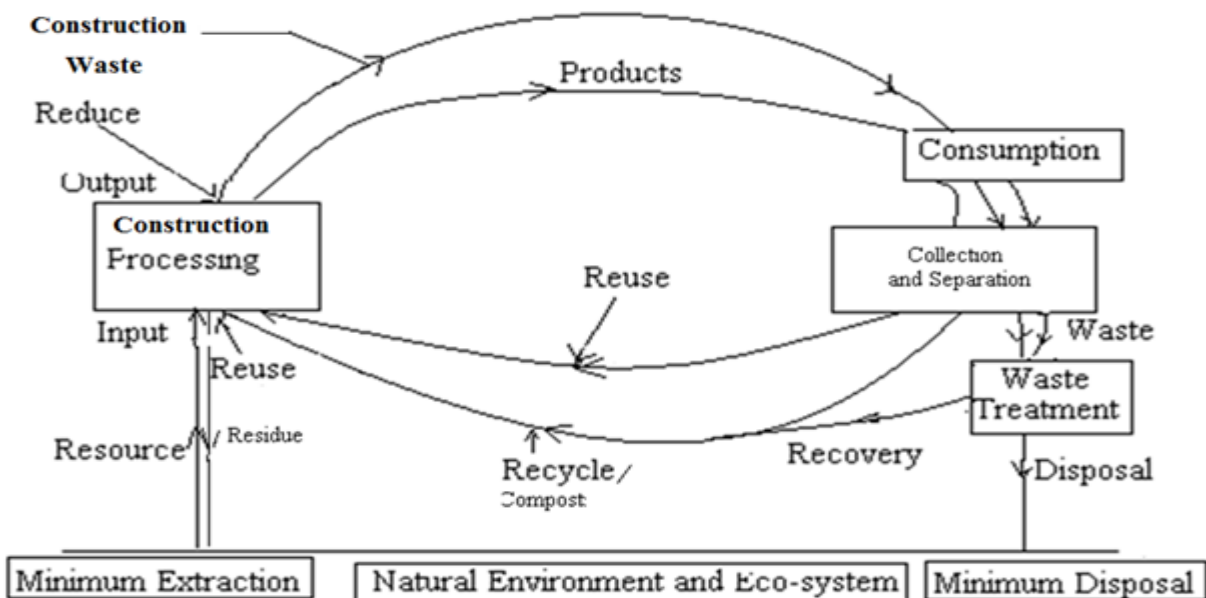 Construction
Waste
Products
Reduce
Consumption
Output
Construction
Processing
Collection
and Separation
Reuse
Input
Waste
Reuse
Waste
Treatment
Resource
/ Residue
Recovery
Recycle/
Compost
Disposal
Minimum Extraction
Natural Environment and Eco-system
Minimum Disposal